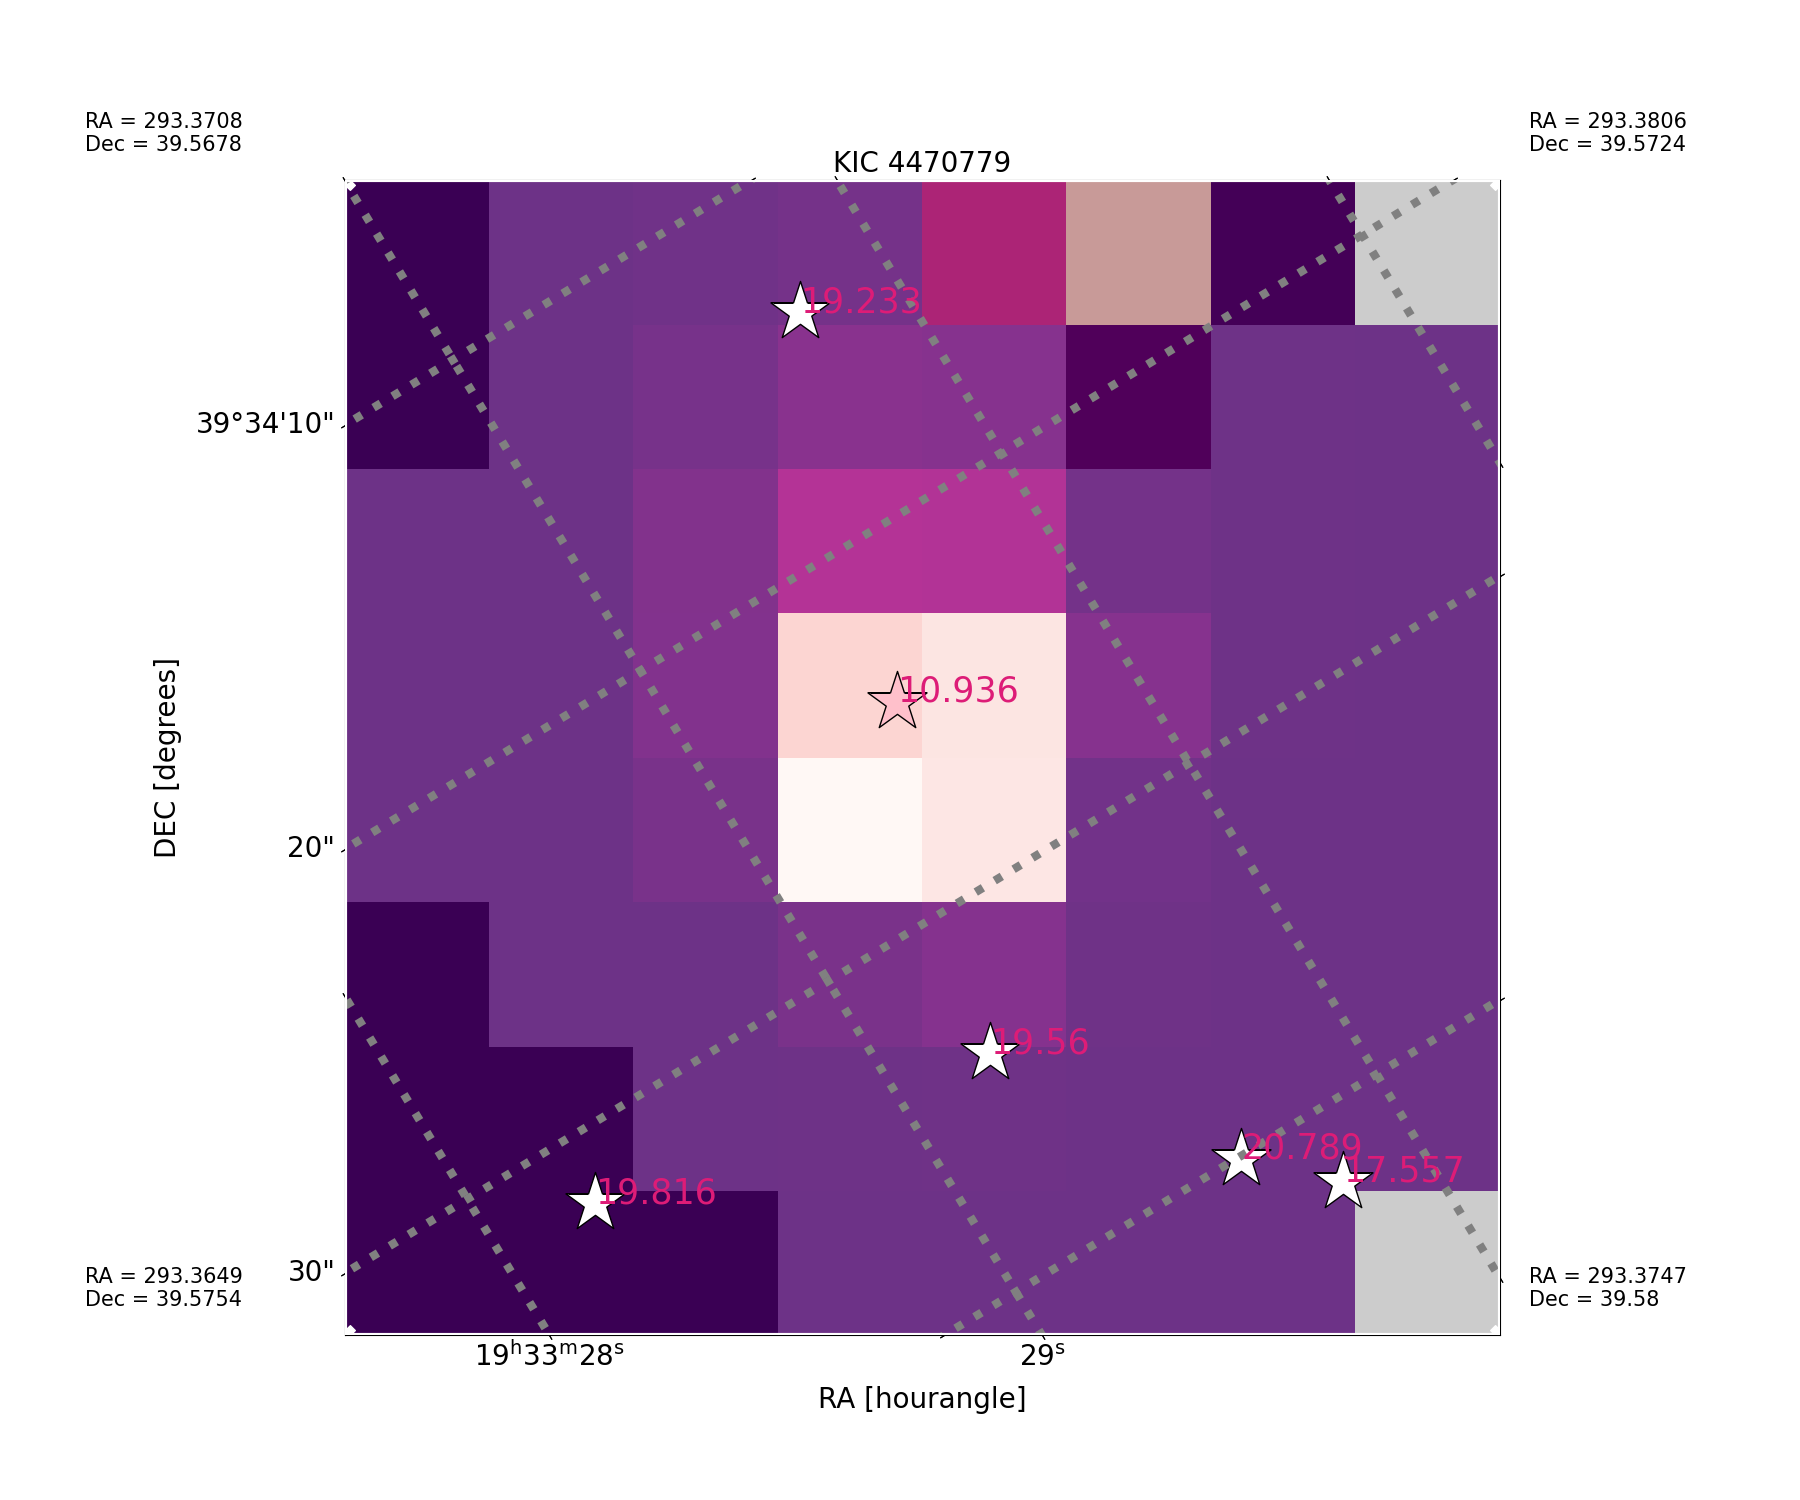 RA = 293.3708
Dec = 39.5678
RA = 293.3806
Dec = 39.5724
KIC 4470779
19.233
39°34'10"
DEC [degrees]
10.936
20"
19.56
20.789
17.557
19.816
30"
RA = 293.3649
Dec = 39.5754
RA = 293.3747
Dec = 39.58
19h33m28s
29s
RA [hourangle]